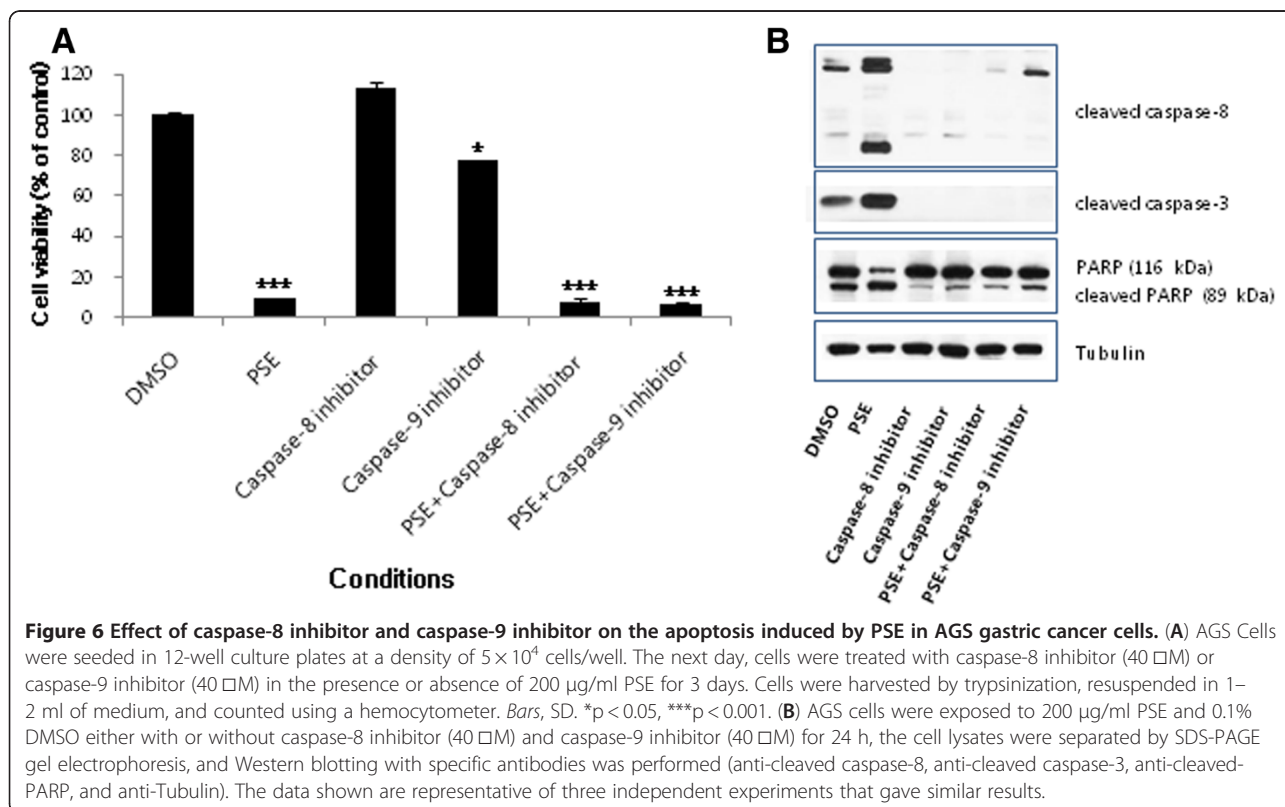 A
Cell viability (% of control)
120
100
80
60
40
20
0
***
*
***
***
DMSO
PSE
Caspase-8 inhibitor
Caspase-9 inhibitor
PSE+Caspase-8 inhibitor
PSE+Caspase-9 inhibitor
Conditions
B
cleaved caspase-8
cleaved caspase-3
PARP (116 kDa)
cleaved PARP (89 kDa)
Tubulin
DMSO
PSE
Caspase-8 inhibitor
Caspase-9 inhibitor
PSE+Caspase-8 inhibitor
PSE+Caspase-9 inhibitor
Figure 6 Effect of caspase-8 inhibitor and caspase-9 inhibitor on the apoptosis induced by PSE in AGS gastric cancer cells. (A) AGS Cells
were seeded in 12-well culture plates at a density of 5 × 10⁴ cells/well. The next day, cells were treated with caspase-8 inhibitor (40 □M) or
caspase-9 inhibitor (40 □M) in the presence or absence of 200 μg/ml PSE for 3 days. Cells were harvested by trypsinization, resuspended in 1–
2 ml of medium, and counted using a hemocytometer. Bars, SD. *p < 0.05, ***p < 0.001. (B) AGS cells were exposed to 200 μg/ml PSE and 0.1%
DMSO either with or without caspase-8 inhibitor (40 □M) and caspase-9 inhibitor (40 □M) for 24 h, the cell lysates were separated by SDS-PAGE
gel electrophoresis, and Western blotting with specific antibodies was performed (anti-cleaved caspase-8, anti-cleaved caspase-3, anti-cleaved-
PARP, and anti-Tubulin). The data shown are representative of three independent experiments that gave similar results.